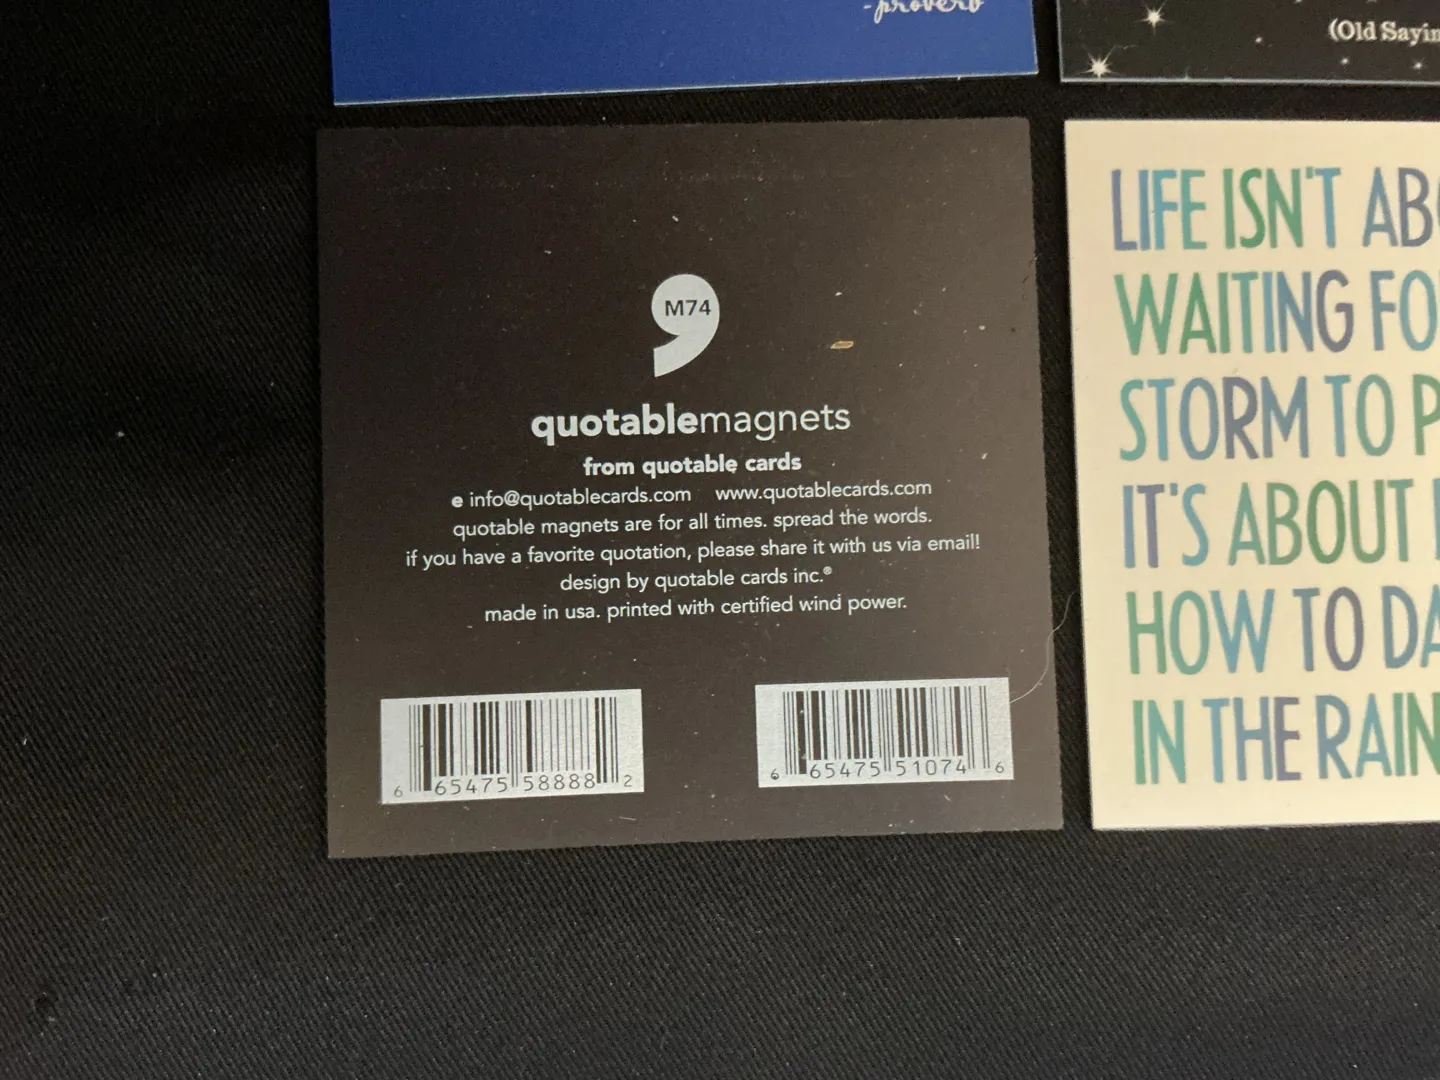 -proverb
(Old Sayin
M74
quotablemagnets
from quotable cards
e info@quotablecards.com www.quotablecards.com
quotable magnets are for all times. spread the words.
if you have a favorite quotation, please share it with us via email!
design by quotable cards inc.®
made in usa. printed with certified wind power.
6 65475 58888 2
6 65475 51074 6
LIFE ISN'T ABO
WAITING FO
STORM TO P
IT'S ABOUT
HOW TO DA
IN THE RAIN